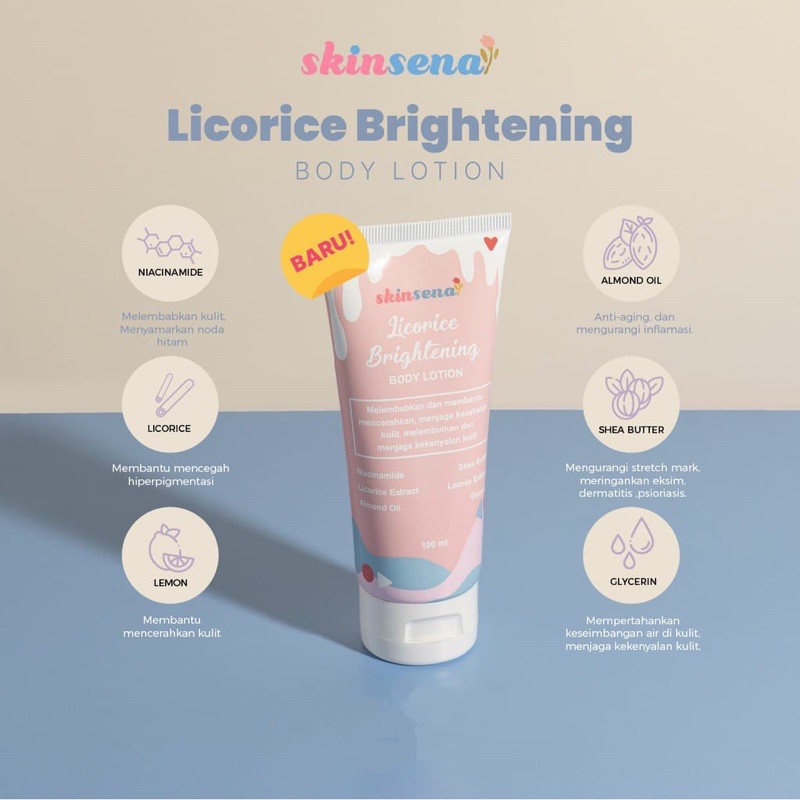 skinsena
Licorice Brightening
BODY LOTION
NIACINAMIDE
Melembabkan kulit.
Menyamarkan noda
hitam
LICORICE
Membantu mencegah
hiperpigmentasi
LEMON
Membantu
mencerahkan kulit
BARU!
skinsena
Licorice
Brightening
BODY LOTION
Melembabkan dan membantu
mencerahkan, menjaga
kulit, melembutkan dan
menjaga kekenyalan kulit
Niacinamide
Licorice Extract
Almond Oil
Shea
Lemon
100 ml
ALMOND OIL
Anti-aging, dan
mengurangi inflamasi.
SHEA BUTTER
Mengurangi stretch mark,
meringankan eksim,
dermatitis ,psioriasis.
GLYCERIN
Mempertahankan
keseimbangan air di kulit,
menjaga kekenyalan kulit.